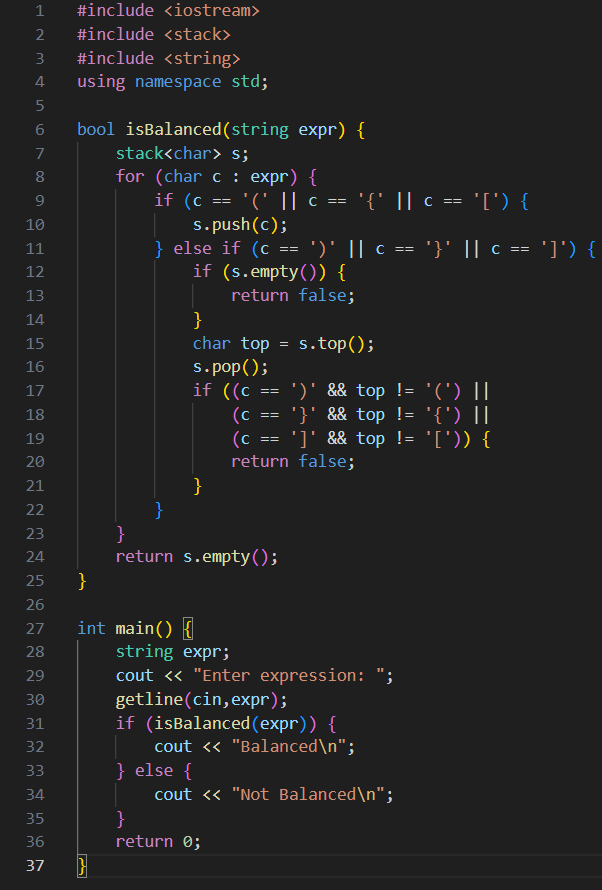 1 #include <iostream>
2 #include <stack>
3 #include <string>
4 using namespace std;
5
6 bool isBalanced(string expr) {
7     stack<char> s;
8     for (char c : expr) {
9         if (c == '(' || c == '{' || c == '[') {
10             s.push(c);
11         } else if (c == ')' || c == '}' || c == ']') {
12             if (s.empty()) {
13                 return false;
14             }
15             char top = s.top();
16             s.pop();
17             if ((c == ')' && top != '(') ||
18                 (c == '}' && top != '{') ||
19                 (c == ']' && top != '[')) {
20                 return false;
21             }
22         }
23     }
24     return s.empty();
25 }
26
27 int main() {
28     string expr;
29     cout << "Enter expression: ";
30     getline(cin,expr);
31     if (isBalanced(expr)) {
32         cout << "Balanced\n";
33     } else {
34         cout << "Not Balanced\n";
35     }
36     return 0;
37 }